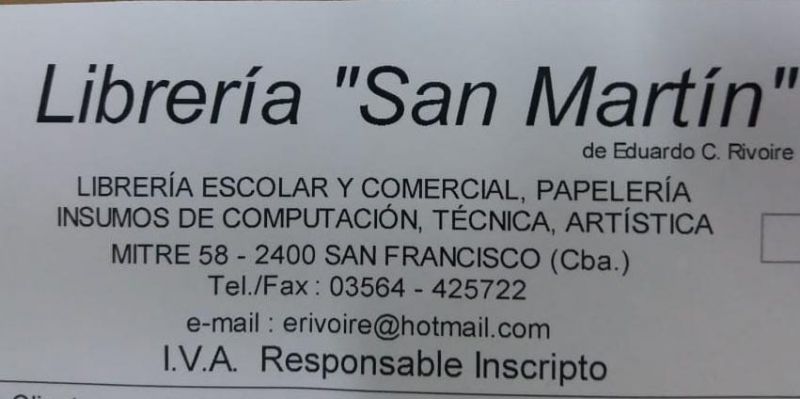 Librería "San Martín"
de Eduardo C. Rivoire
LIBRERÍA ESCOLAR Y COMERCIAL, PAPELERÍA
INSUMOS DE COMPUTACIÓN, TÉCNICA, ARTÍSTICA
MITRE 58 - 2400 SAN FRANCISCO (Cba.)
Tel./Fax : 03564 - 425722
e-mail : erivoire@hotmail.com
I.V.A. Responsable Inscripto